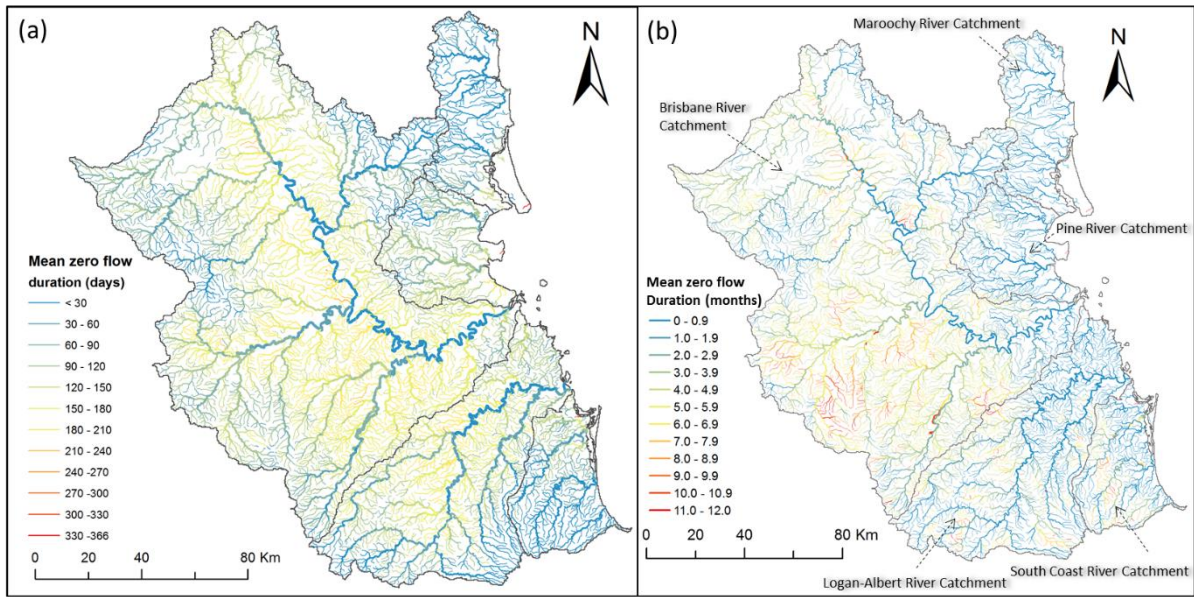 (a)
N
Mean zero flow
duration (days)
< 30
30 - 60
60 - 90
90 - 120
120 - 150
150 - 180
180 - 210
210 - 240
240 - 270
270 - 300
300 -330
330 -366
0
20
40
80 Km
(b)
Maroochy River Catchment
N
Brisbane River
Catchment
Pine River Catchment
Mean zero flow
Duration (months)
0 - 0.9
1.0 - 1.9
2.0 - 2.9
3.0 - 3.9
4.0 - 4.9
5.0 - 5.9
6.0 - 6.9
7.0 - 7.9
8.0 - 8.9
9.0 - 9.9
10.0 - 10.9
11.0 - 12.0
0
20
40
80 Km
South Coast River Catchment
Logan-Albert River Catchment